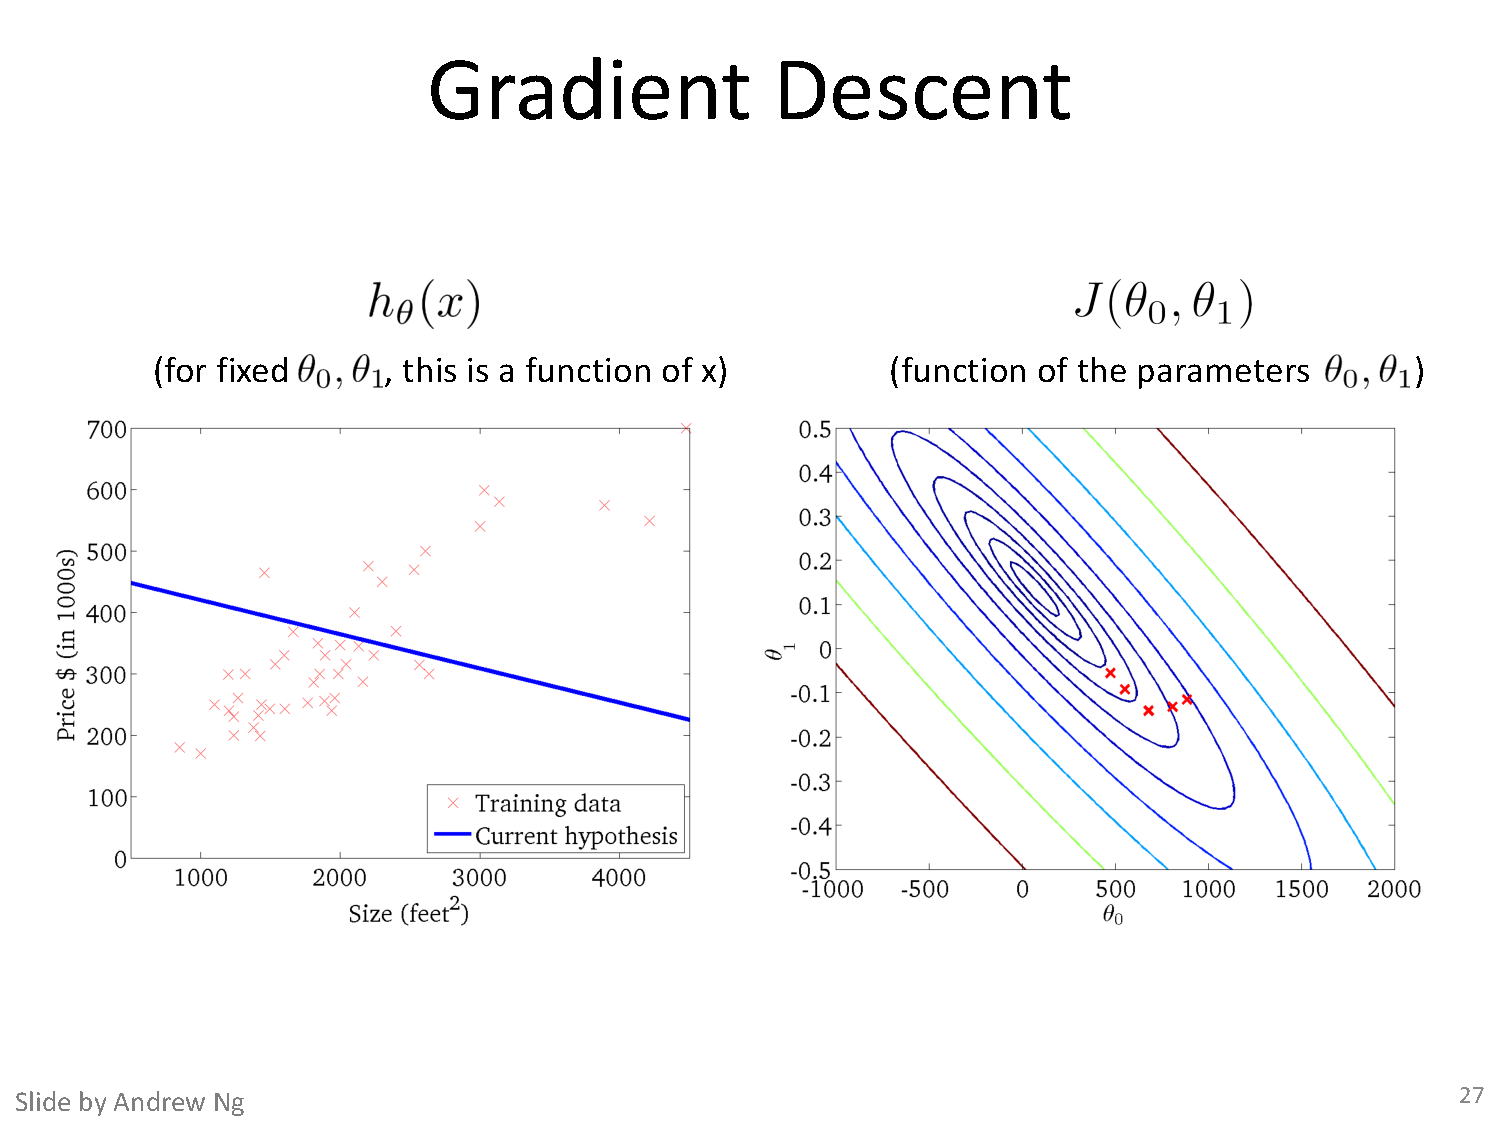 Gradient Descent
hθ(x)
(for fixed θ0, θ1, this is a function of x)
700
600
500
400
300
200
100
0
1000 2000 3000 4000
Price $ (in 1000s)
Size (feet2)
Training data
Current hypothesis
J(θ0, θ1)
(function of the parameters θ0, θ1)
0.5
0.4
0.3
0.2
0.1
0
-0.1
-0.2
-0.3
-0.4
-0.5
-1000 -500 0 500 1000 1500 2000
θ1
θ0
Slide by Andrew Ng
27